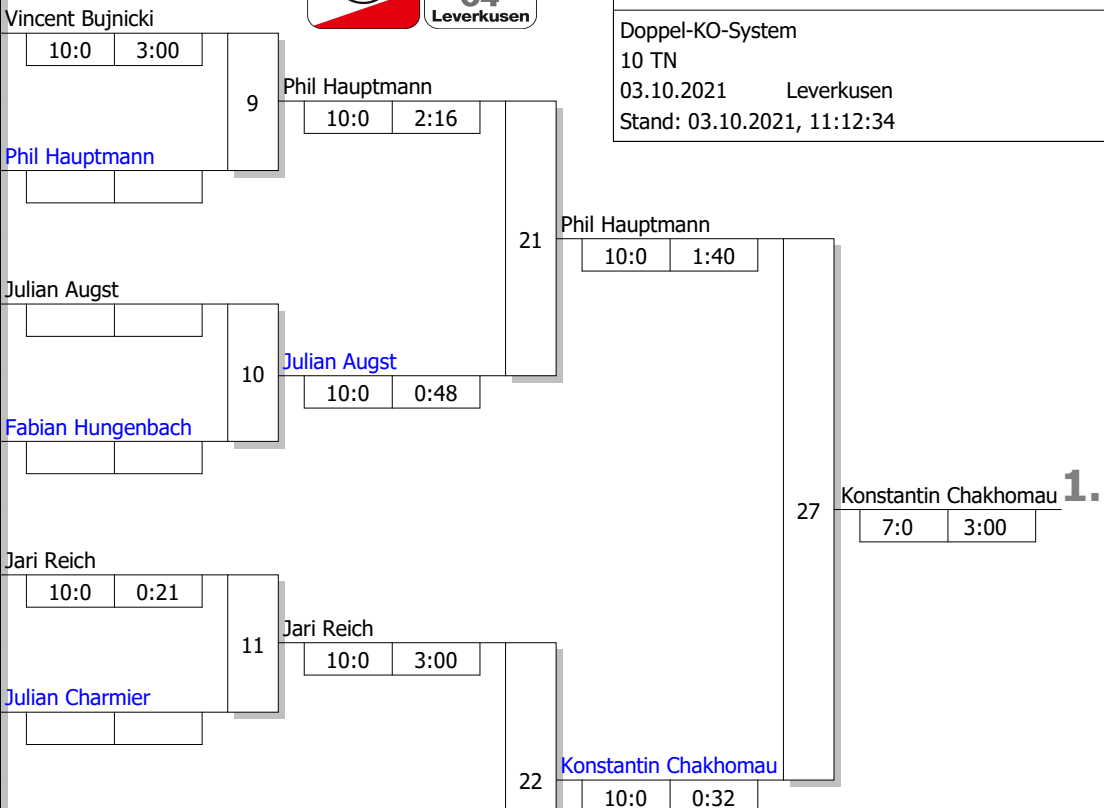 Vincent Bujnicki
10:0 3:00
9
Phil Hauptmann
Phil Hauptmann
10:0 2:16
Leverkusen
Doppel-KO-System
10 TN
03.10.2021 Leverkusen
Stand: 03.10.2021, 11:12:34
21
Phil Hauptmann
10:0 1:40
Julian Augst
10
Julian Augst
10:0 0:48
Fabian Hungenbach
27
Konstantin Chakhomau 1.
7:0 3:00
Jari Reich
10:0 0:21
11
Jari Reich
10:0 3:00
Julian Charmier
22
Konstantin Chakhomau
10:0 0:32